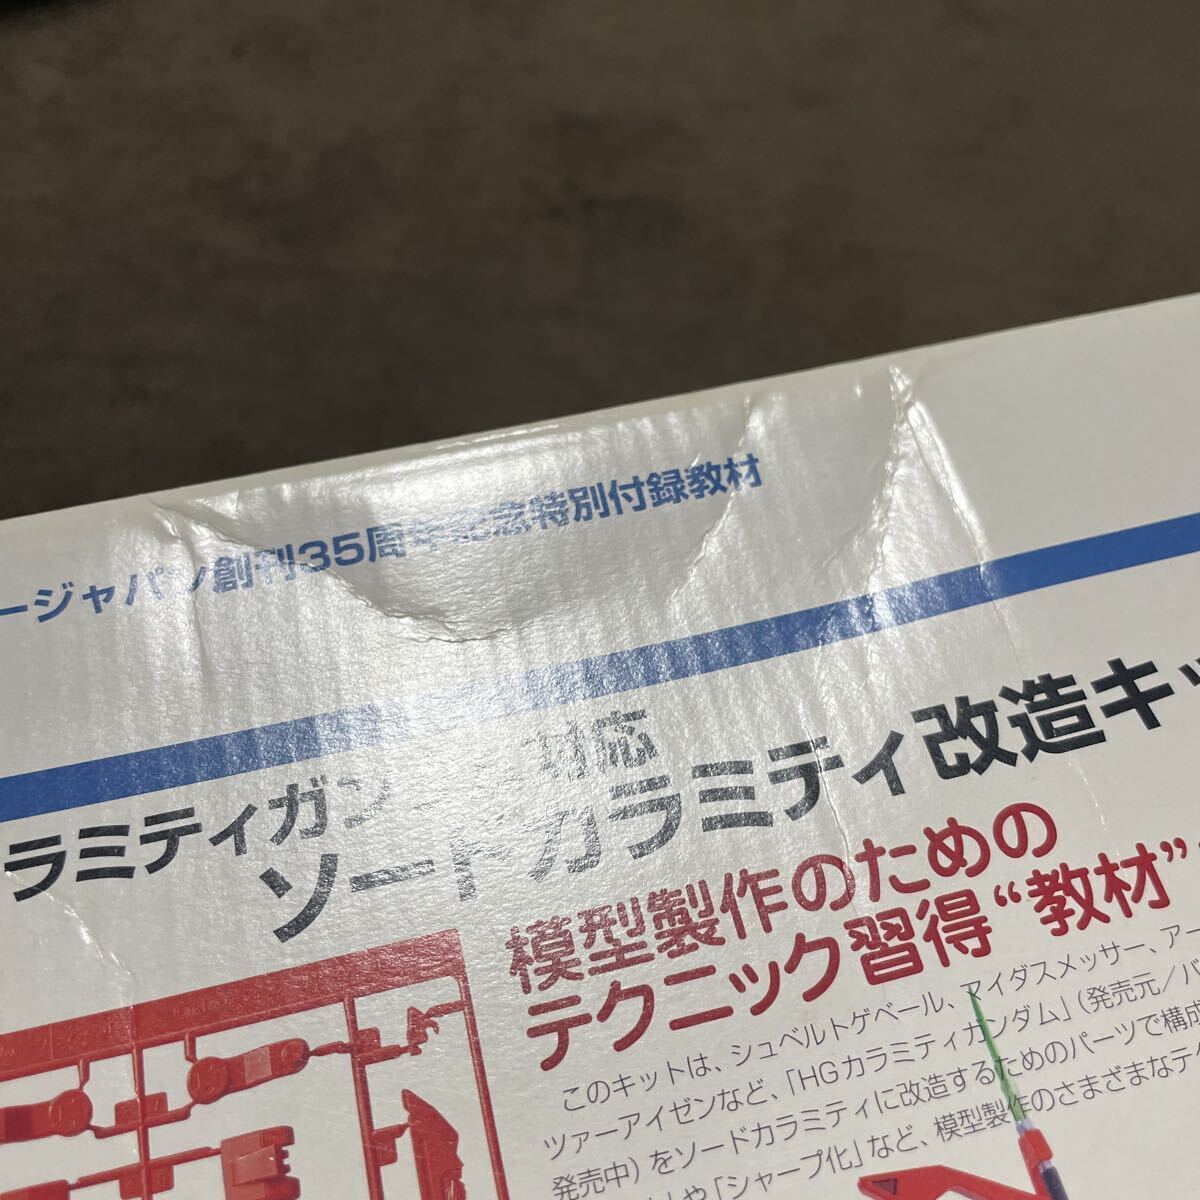 ージャパン創刊35周年記念特別付録教材
ラミティガン 対応
ソードカラミティ改造キッ
模型製作のための
テクニック習得“教材”
このキットは、シュベルトゲベール、マイダスメッサー、アー
ツァーアイゼンなど、「HGカラミティガンダム」(発売元/バ
発売中)をソードカラミティに改造するためのパーツで構成
や「シャープ化」など、模型製作のさまざまなテク